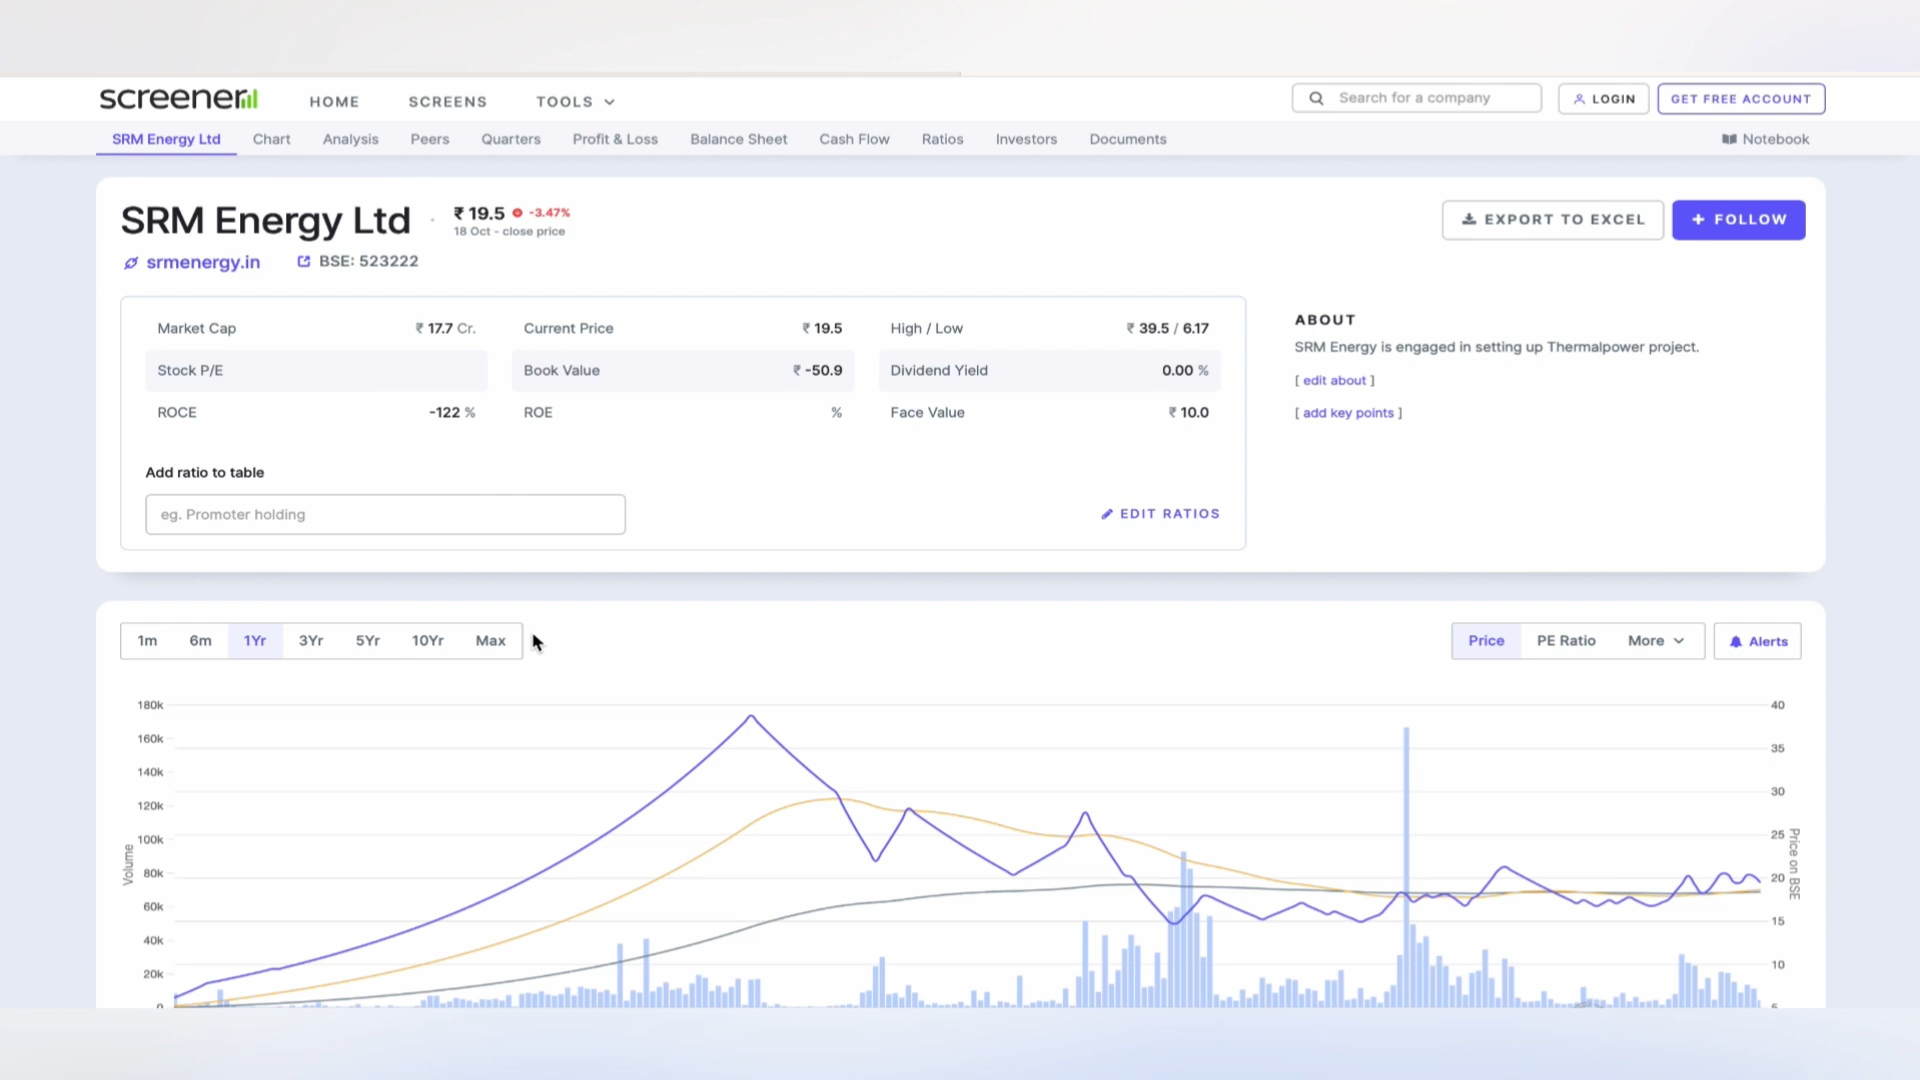 screener
HOME SCREENS TOOLS
Search for a company
LOGIN
GET FREE ACCOUNT
SRM Energy Ltd Chart Analysis Peers Quarters Profit & Loss Balance Sheet Cash Flow Ratios Investors Documents Notebook
SRM Energy Ltd
₹ 19.5 -3.47%
18 Oct - close price
EXPORT TO EXCEL
+ FOLLOW
srmenergy.in BSE: 523222
Market Cap ₹ 17.7 Cr. Current Price ₹ 19.5 High / Low ₹ 39.5 / 6.17
Stock P/E Book Value ₹ -50.9 Dividend Yield 0.00 %
ROCE -122 % ROE % Face Value ₹ 10.0
Add ratio to table
eg. Promoter holding
EDIT RATIOS
ABOUT
SRM Energy is engaged in setting up Thermalpower project.
[ edit about ]
[ add key points ]
1m 6m 1Yr 3Yr 5Yr 10Yr Max
Price PE Ratio More Alerts
180k
160k
140k
120k
100k
80k
60k
40k
20k
Volume
40
35
30
25
20
15
10
Price on BSE